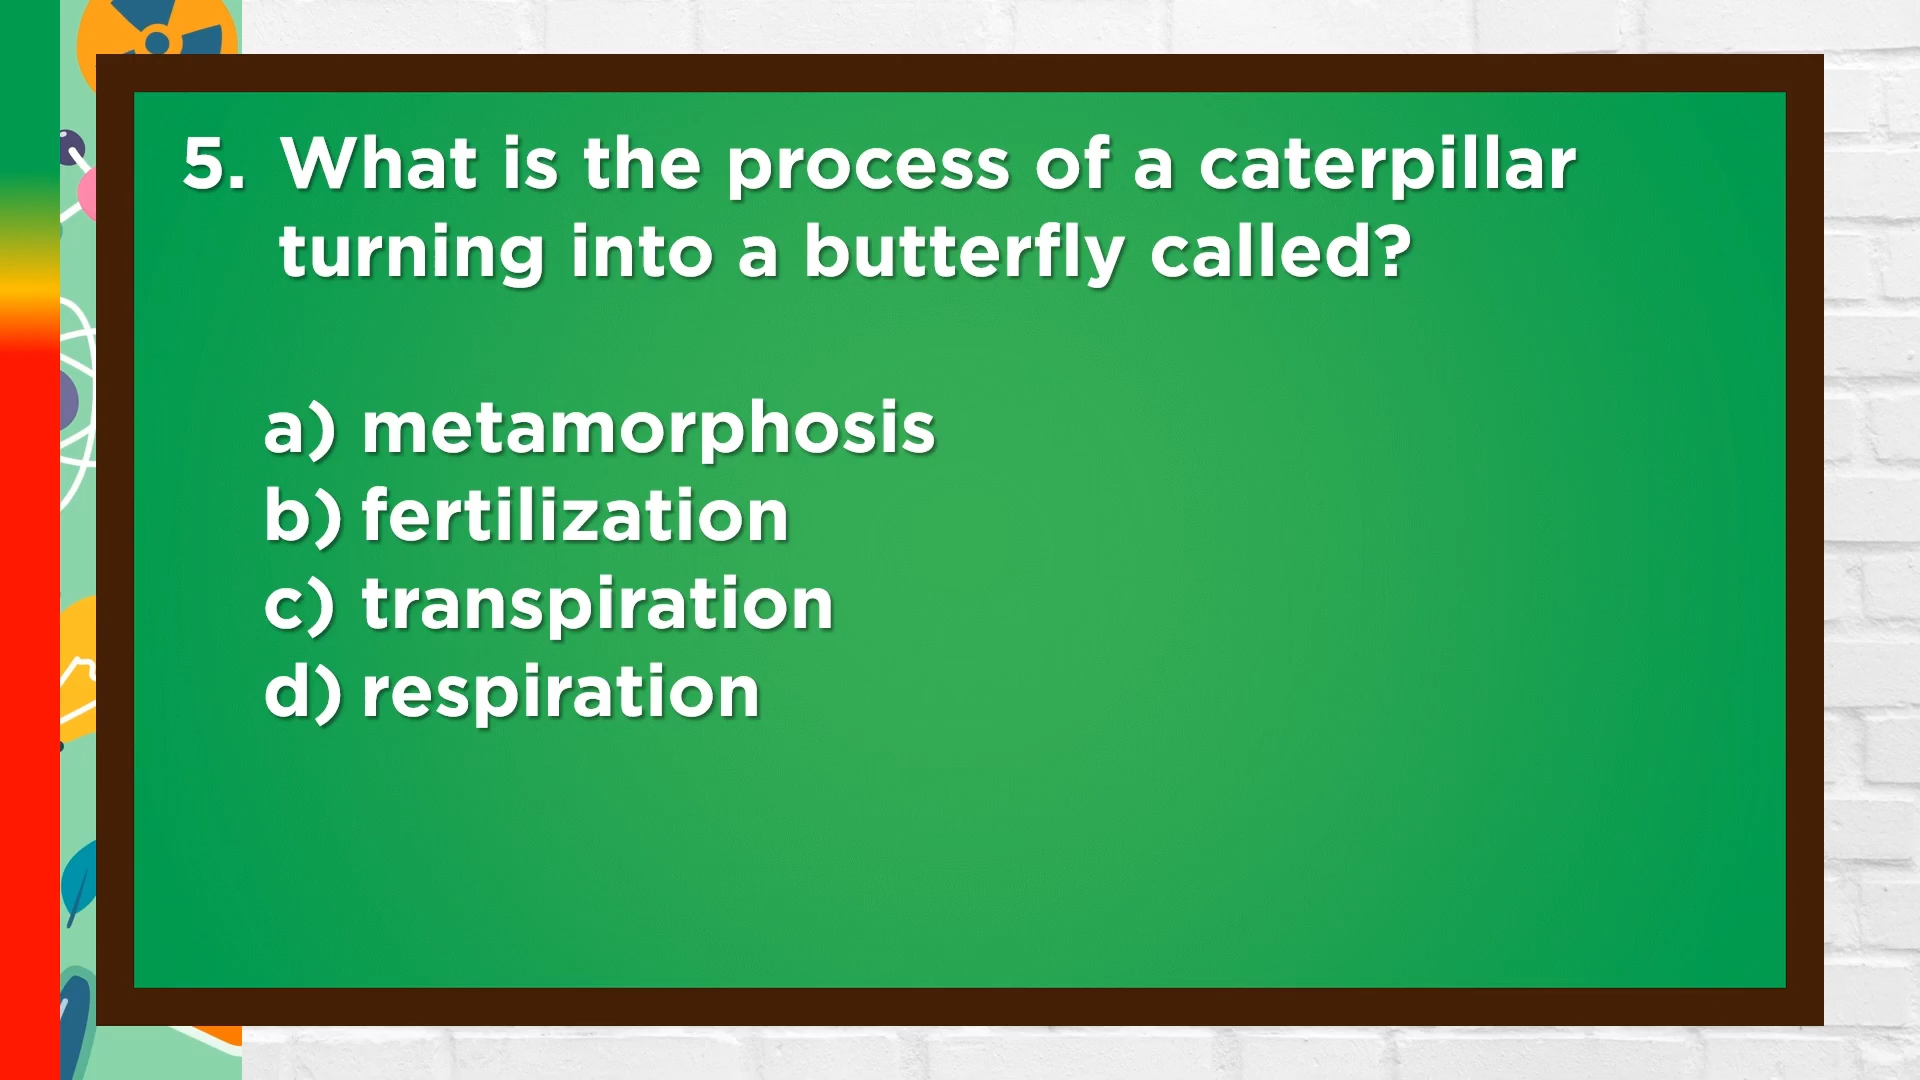 5. What is the process of a caterpillar
turning into a butterfly called?
a) metamorphosis
b) fertilization
c) transpiration
d) respiration